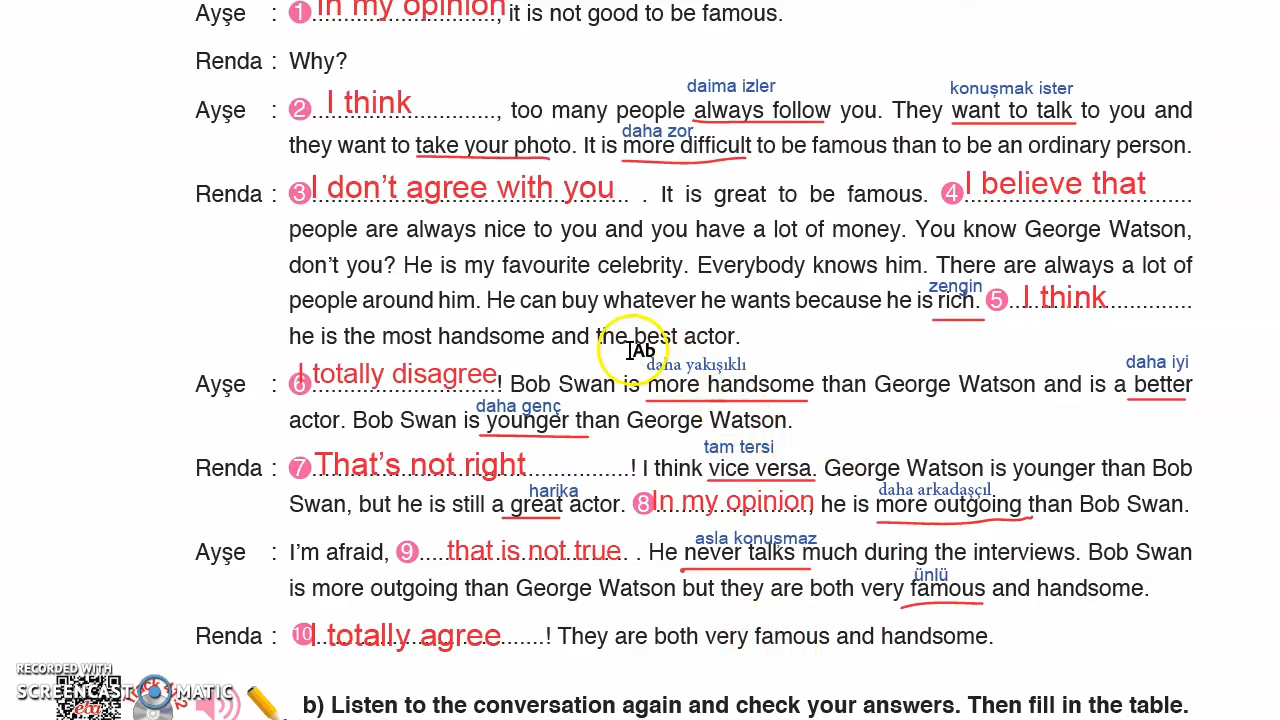 Ayşe : 1 In my opinion, it is not good to be famous.
Renda : Why?
daima izler konuşmak ister
Ayşe : 2 I think, too many people always follow you. They want to talk to you and
daha zor
they want to take your photo. It is more difficult to be famous than to be an ordinary person.
Renda : 3 I don't agree with you. It is great to be famous. 4 I believe that
people are always nice to you and you have a lot of money. You know George Watson,
don't you? He is my favourite celebrity. Everybody knows him. There are always a lot of
zengin
people around him. He can buy whatever he wants because he is rich. 5 I think
he is the most handsome and the best actor.
Ab
daha yakışıklı daha iyi
Ayşe : 6 I totally disagree! Bob Swan is more handsome than George Watson and is a better
daha genç
actor. Bob Swan is younger than George Watson.
tam tersi
Renda : 7 That's not right! I think vice versa. George Watson is younger than Bob
harika daha arkadaşçıl
Swan, but he is still a great actor. 8 In my opinion, he is more outgoing than Bob Swan.
asla konuşmaz
Ayşe : I'm afraid, 9 that is not true. He never talks much during the interviews. Bob Swan
ünlü
is more outgoing than George Watson but they are both very famous and handsome.
Renda : 10 I totally agree! They are both very famous and handsome.
RECORDED WITH
SCREENCAST MATIC
eba
b) Listen to the conversation again and check your answers. Then fill in the table.